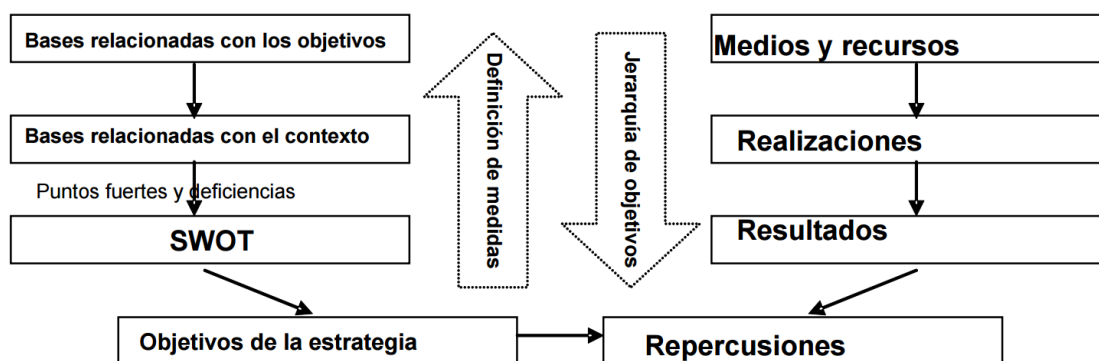 Bases relacionadas con los objetivos
Bases relacionadas con el contexto
Puntos fuertes y deficiencias
SWOT
Objetivos de la estrategia
Definición de medidas
Jerarquía de objetivos
Medios y recursos
Realizaciones
Resultados
Repercusiones